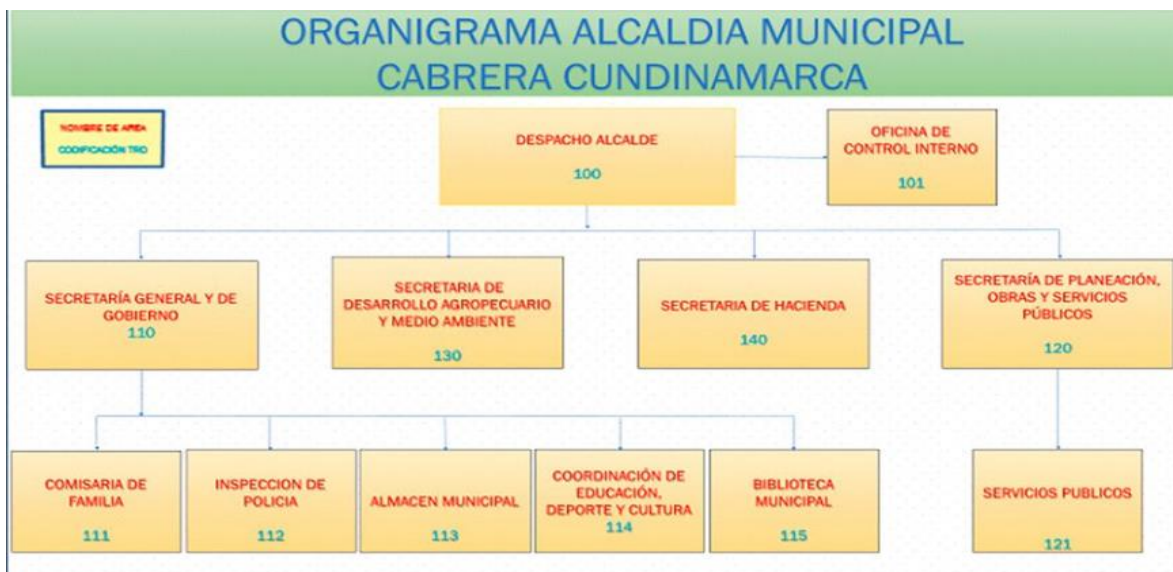 ORGANIGRAMA ALCALDIA MUNICIPAL
CABRERA CUNDINAMARCA
NOMBRE DE AREA
CODIFICACIÓN TRD
DESPACHO ALCALDE
100
OFICINA DE
CONTROL INTERNO
101
SECRETARÍA GENERAL Y DE
GOBIERNO
110
SECRETARIA DE
DESARROLLO AGROPECUARIO
Y MEDIO AMBIENTE
130
SECRETARIA DE HACIENDA
140
SECRETARÍA DE PLANEACIÓN,
OBRAS Y SERVICIOS
PÚBLICOS
120
COMISARIA DE
FAMILIA
111
INSPECCION DE
POLICIA
112
ALMACEN MUNICIPAL
113
COORDINACIÓN DE
EDUCACIÓN,
DEPORTE Y CULTURA
114
BIBLIOTECA
MUNICIPAL
115
SERVICIOS PUBLICOS
121